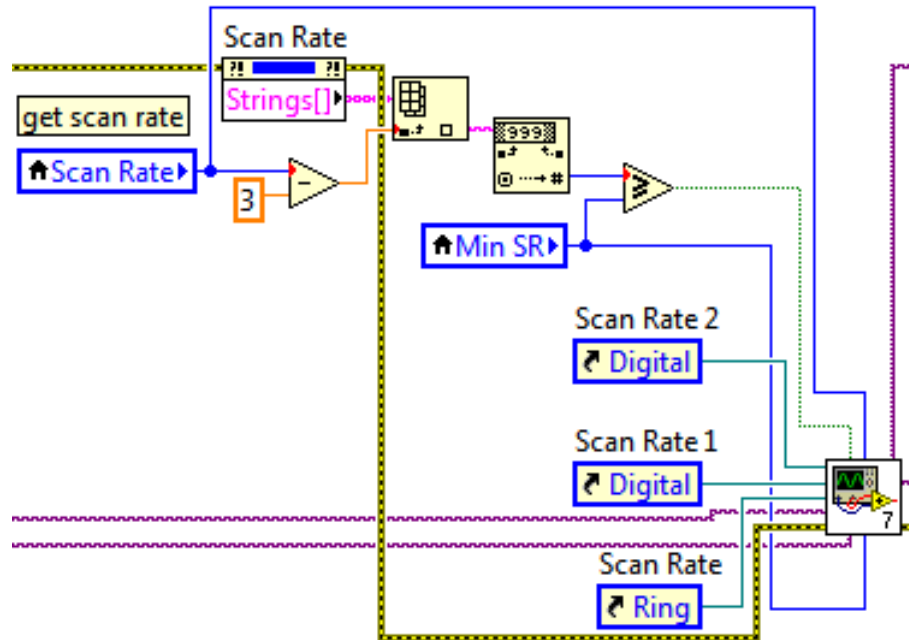 Scan Rate
?! ?!
Strings[]
get scan rate
Scan Rate
3
999
#
Min SR
Scan Rate 2
Digital
Scan Rate 1
Digital
7
Scan Rate
Ring